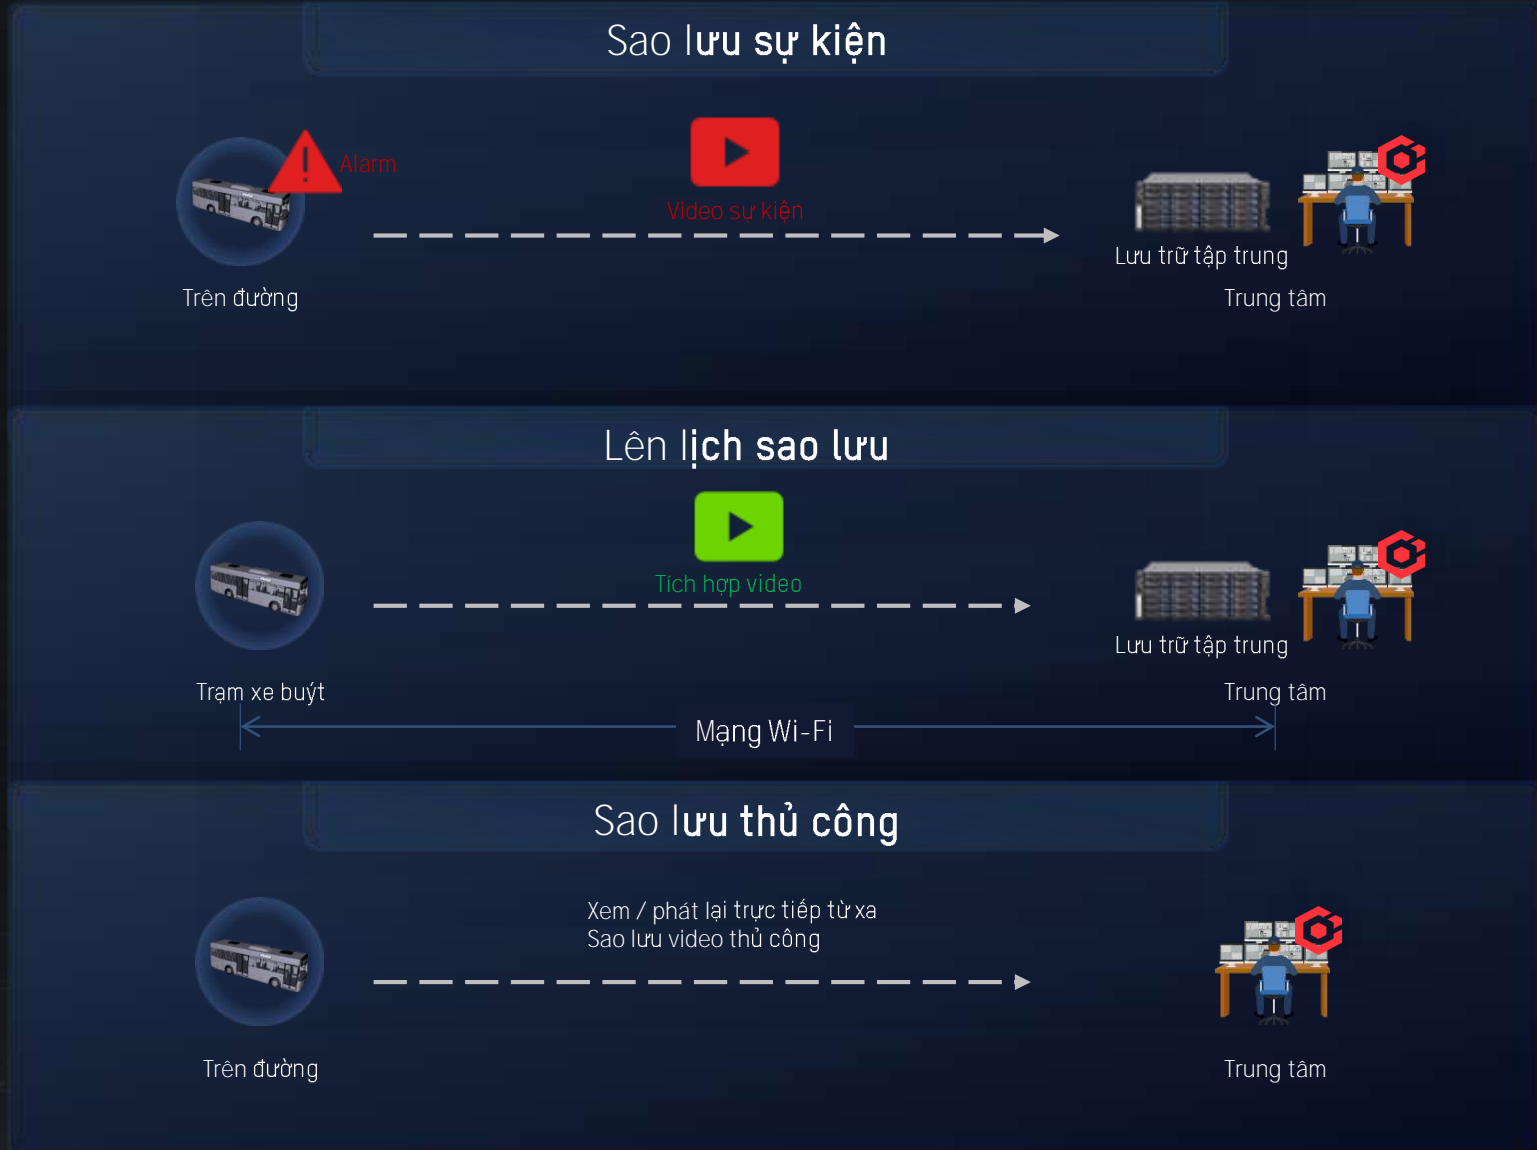 Sao lưu sự kiện
Alarm
Video sự kiện
Lưu trữ tập trung
Trên đường
Trung tâm
Lên lịch sao lưu
Tích hợp video
Lưu trữ tập trung
Trạm xe buýt
Trung tâm
Mạng Wi-Fi
Sao lưu thủ công
Xem / phát lại trực tiếp từ xa
Sao lưu video thủ công
Trên đường
Trung tâm